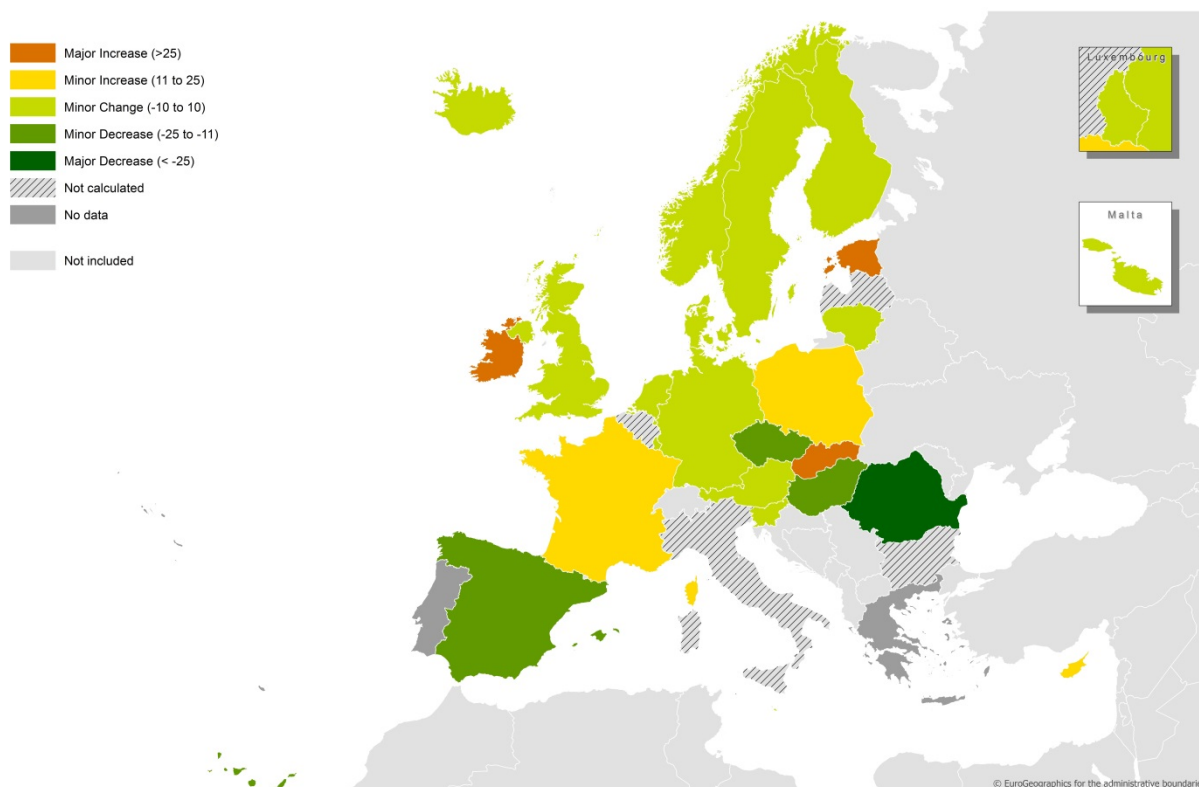 Major Increase (>25)
Minor Increase (11 to 25)
Minor Change (-10 to 10)
Minor Decrease (-25 to -11)
Major Decrease (< -25)
Not calculated
No data
Not included
Luxembourg
Malta
© EuroGeographics for the administrative boundarie